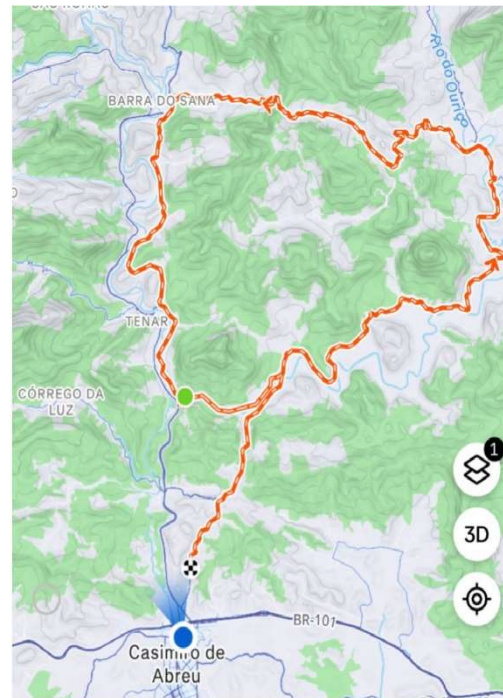 BARRA DO SANA
Rio do Ouriço
TENAR
CÓRREGO DA
LUZ
1
3D
BR-101
Casimiro de
Abreu